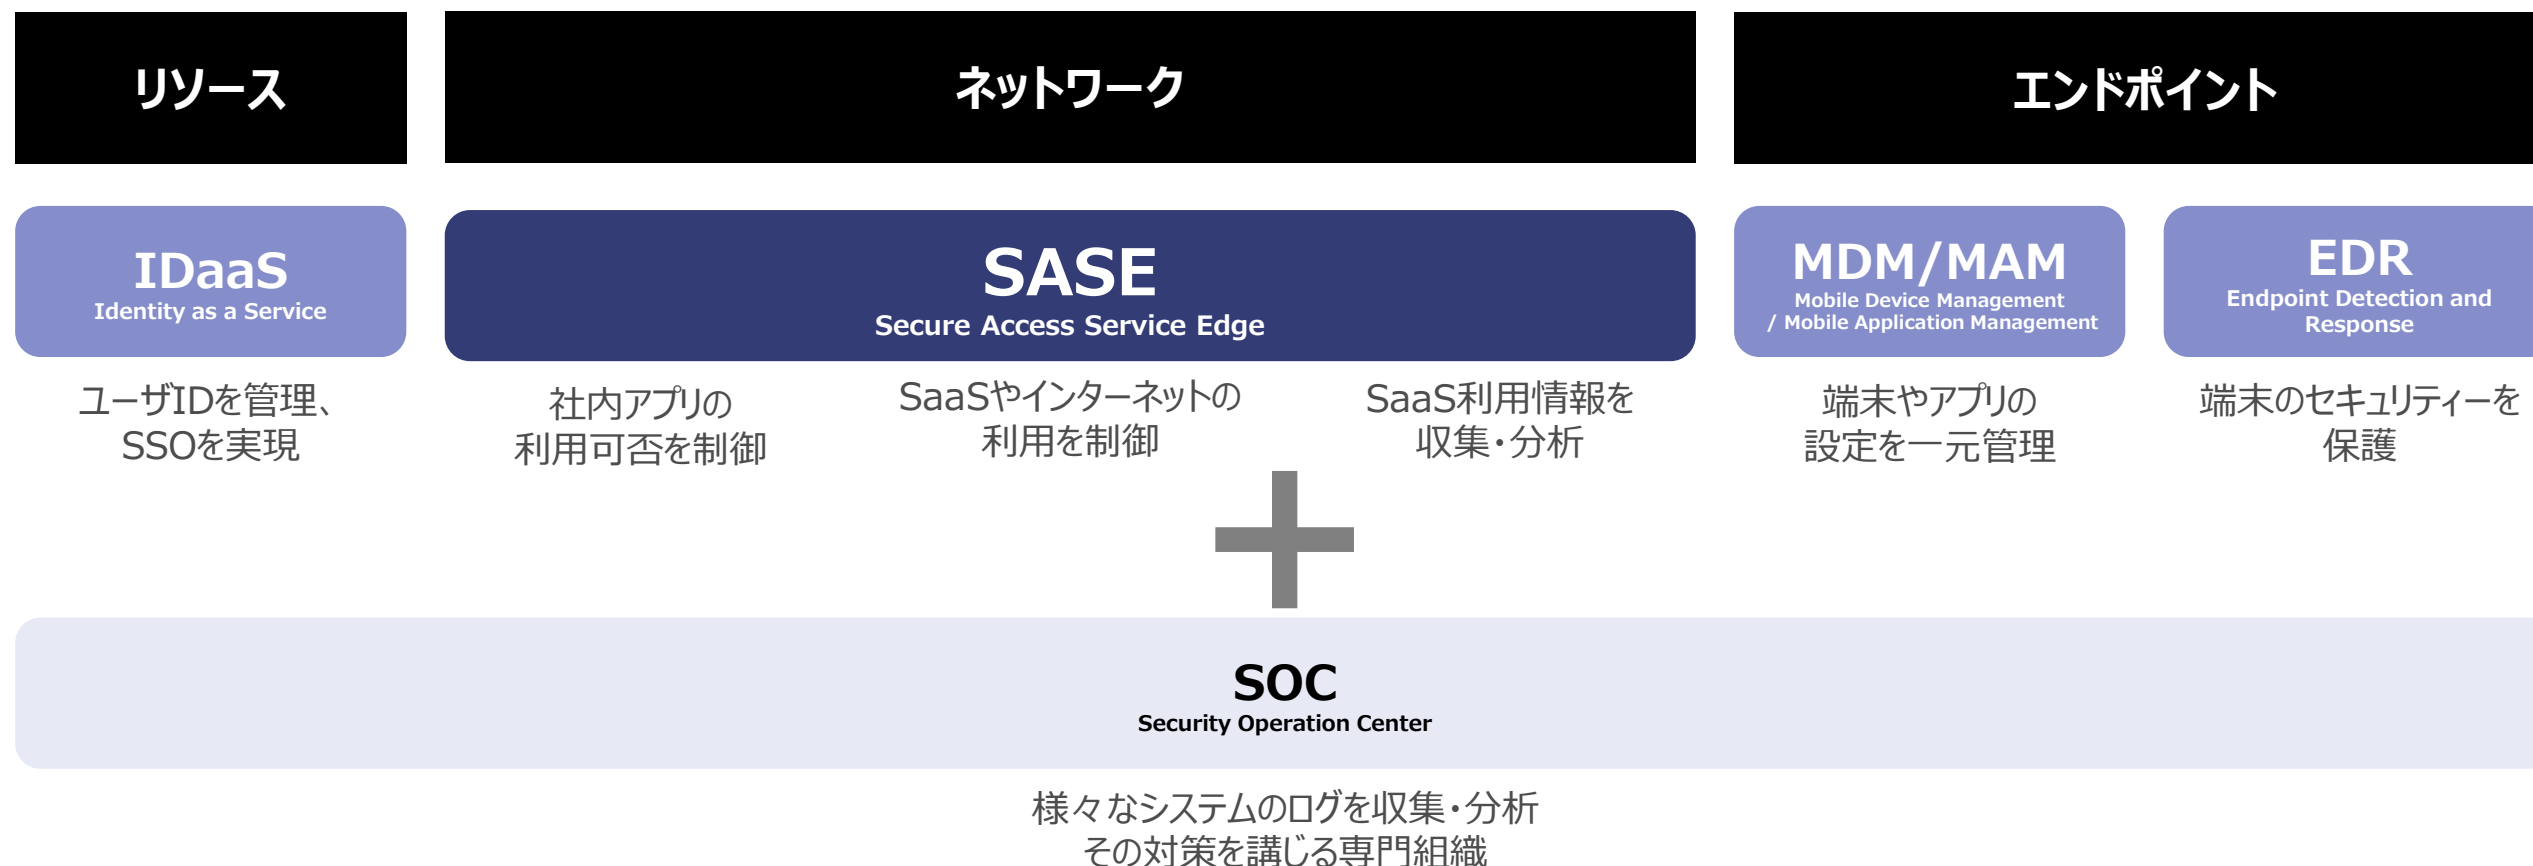 リソース
ネットワーク
エンドポイント
IDaaS
Identity as a Service
SASE
Secure Access Service Edge
MDM/MAM
Mobile Device Management
/ Mobile Application Management
EDR
Endpoint Detection and
Response
ユーザIDを管理、
SSOを実現
社内アプリの
利用可否を制御
SaaSやインターネットの
利用を制御
SaaS利用情報を
収集・分析
端末やアプリの
設定を一元管理
端末のセキュリティーを
保護
SOC
Security Operation Center
様々なシステムのログを収集・分析
その対策を講じる専門組織